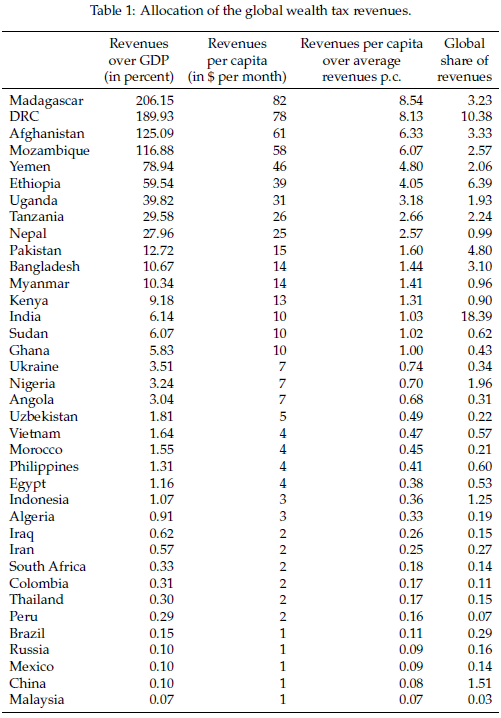 Table 1: Allocation of the global wealth tax revenues.
Revenues Revenues Revenues per capita Global
over GDP per capita over average share of
(in percent) (in $ per month) revenues p.c. revenues
Madagascar 206.15 82 8.54 3.23
DRC 189.93 78 8.13 10.38
Afghanistan 125.09 61 6.33 3.33
Mozambique 116.88 58 6.07 2.57
Yemen 78.94 46 4.80 2.06
Ethiopia 59.54 39 4.05 6.39
Uganda 39.82 31 3.18 1.93
Tanzania 29.58 26 2.66 2.24
Nepal 27.96 25 2.57 0.99
Pakistan 12.72 15 1.60 4.80
Bangladesh 10.67 14 1.44 3.10
Myanmar 10.34 14 1.41 0.96
Kenya 9.18 13 1.31 0.90
India 6.14 10 1.03 18.39
Sudan 6.07 10 1.02 0.62
Ghana 5.83 10 1.00 0.43
Ukraine 3.51 7 0.74 0.34
Nigeria 3.24 7 0.70 1.96
Angola 3.04 7 0.68 0.31
Uzbekistan 1.81 5 0.49 0.22
Vietnam 1.64 4 0.47 0.57
Morocco 1.55 4 0.45 0.21
Philippines 1.31 4 0.41 0.60
Egypt 1.16 4 0.38 0.53
Indonesia 1.07 3 0.36 1.25
Algeria 0.91 3 0.33 0.19
Iraq 0.62 2 0.26 0.15
Iran 0.57 2 0.25 0.27
South Africa 0.33 2 0.18 0.14
Colombia 0.31 2 0.17 0.11
Thailand 0.30 2 0.17 0.15
Peru 0.29 2 0.16 0.07
Brazil 0.15 1 0.11 0.29
Russia 0.10 1 0.09 0.16
Mexico 0.10 1 0.09 0.14
China 0.10 1 0.08 1.51
Malaysia 0.07 1 0.07 0.03